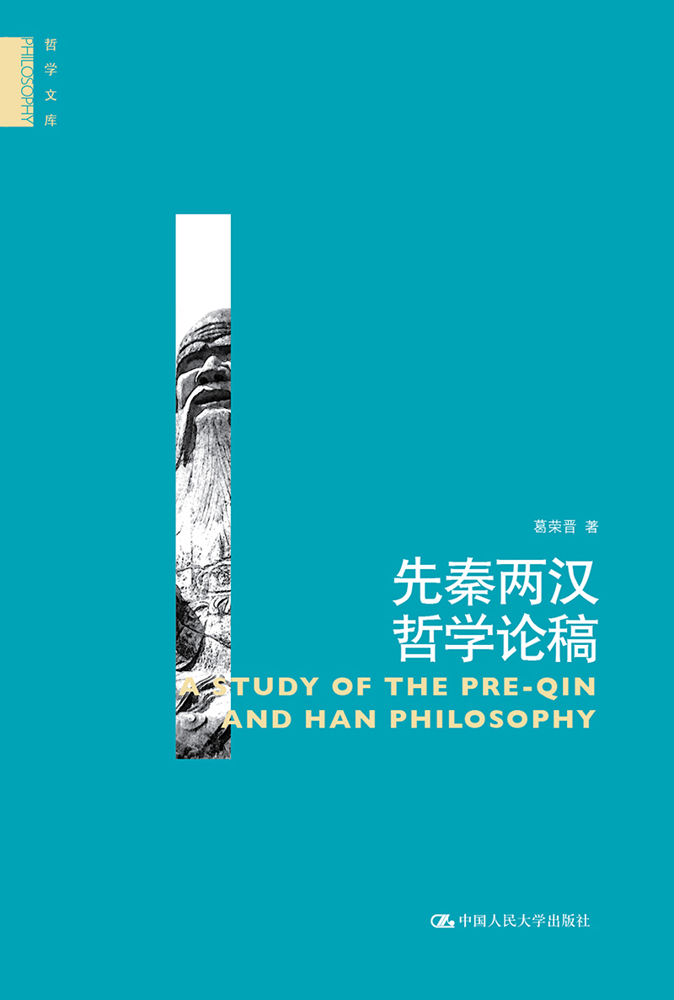 PHILOSOPHY
哲学文库
葛荣晋 著
先秦两汉
哲学论稿
A STUDY OF THE PRE-QIN
AND HAN PHILOSOPHY
中国人民大学出版社